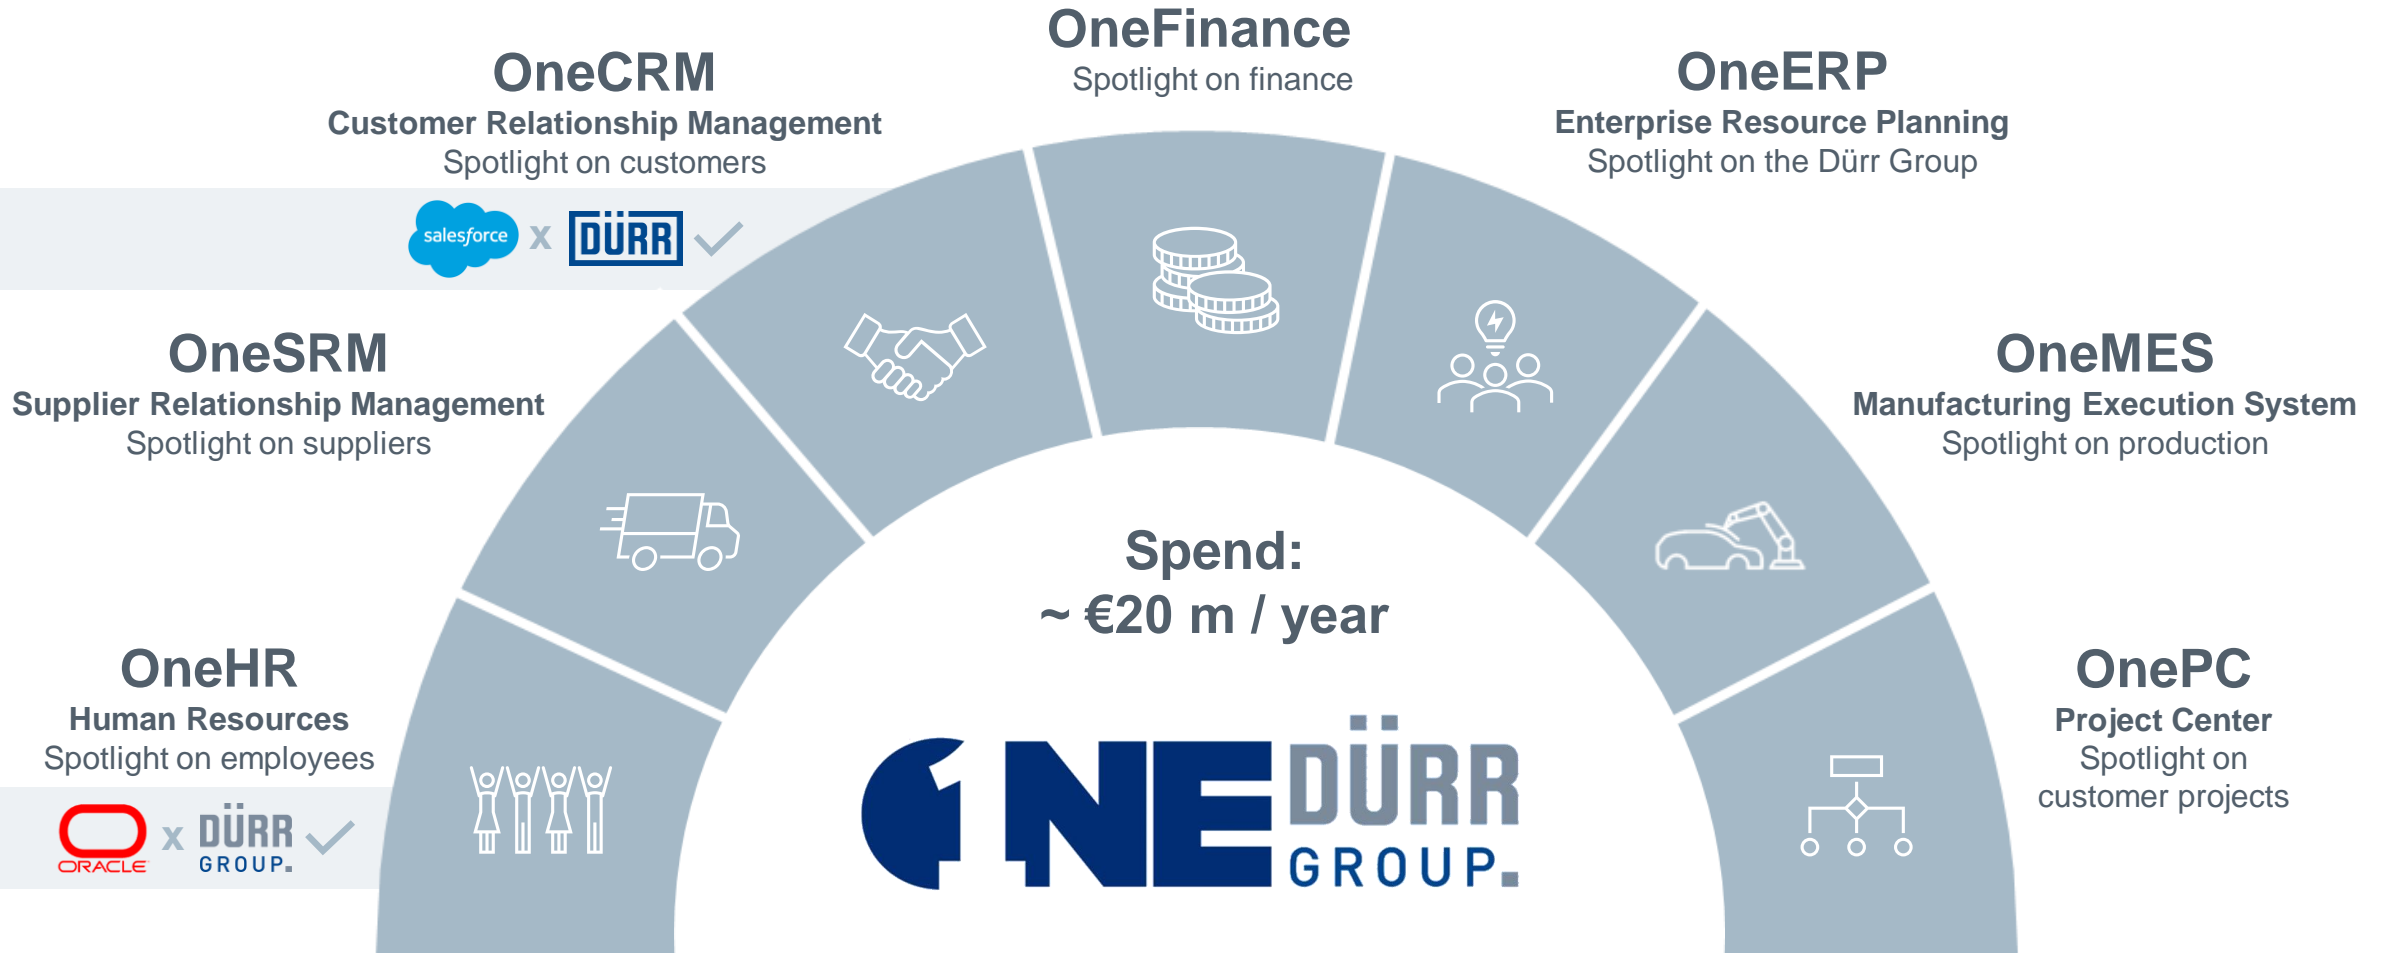 OneFinance
Spotlight on finance
OneCRM
Customer Relationship Management
Spotlight on customers
salesforce x DÜRR
OneERP
Enterprise Resource Planning
Spotlight on the Dürr Group
OneSRM
Supplier Relationship Management
Spotlight on suppliers
OneMES
Manufacturing Execution System
Spotlight on production
Spend:
~ €20 m / year
OneHR
Human Resources
Spotlight on employees
ORACLE x DÜRR
GROUP.
OnePC
Project Center
Spotlight on
customer projects
ONE DÜRR
GROUP.